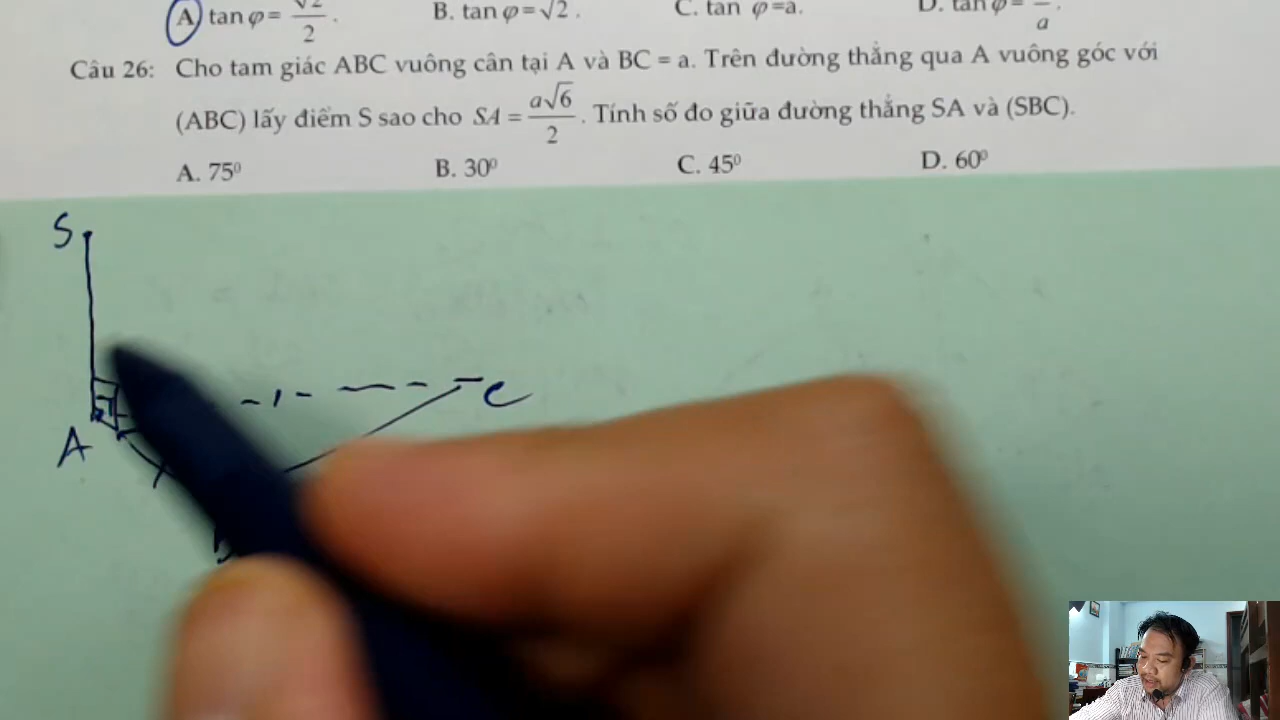 A tan φ = √2/2 . B. tan φ = √2 . C. tan φ =a. D. tan φ = /a .
Câu 26: Cho tam giác ABC vuông cân tại A và BC = a. Trên đường thẳng qua A vuông góc với
(ABC) lấy điểm S sao cho SA = a√6/2 . Tính số đo giữa đường thẳng SA và (SBC).
A. 75⁰ B. 30⁰ C. 45⁰ D. 60⁰
S
C
A